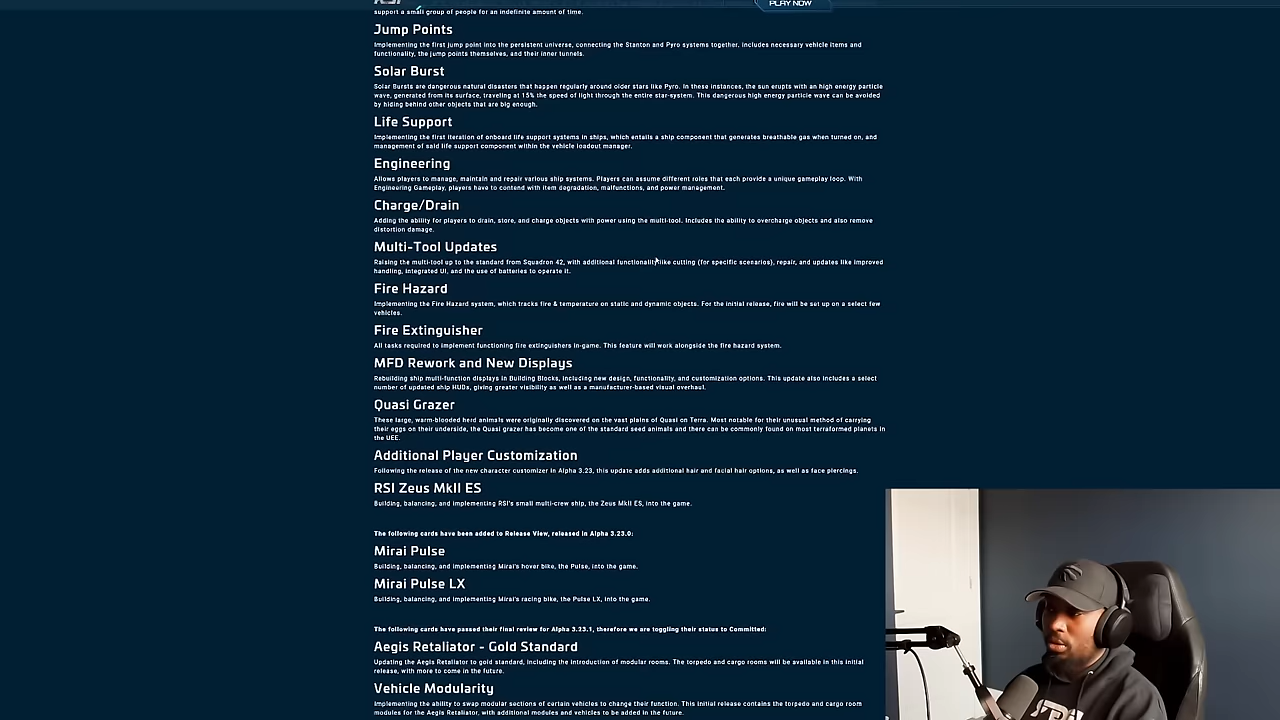 RSI
PLAY NOW
support a small group of people for an indefinite amount of time.
Jump Points
Implementing the first jump point into the persistent universe, connecting the Stanton and Pyro systems together. Includes necessary vehicle items and
functionality, the jump points themselves, and their inner tunnels.
Solar Burst
Solar Bursts are dangerous natural disasters that happen regularly around older stars like Pyro. In these instances, the sun erupts with an high energy particle
wave, generated from its surface, traveling at 15% the speed of light through the entire star-system. This dangerous high energy particle wave can be avoided
by hiding behind other objects that are big enough.
Life Support
Implementing the first iteration of onboard life support systems in ships, which entails a ship component that generates breathable gas when turned on, and
management of said life support component within the vehicle loadout manager.
Engineering
Allows players to manage, maintain and repair various ship systems. Players can assume different roles that each provide a unique gameplay loop. With
Engineering Gameplay, players have to contend with item degradation, malfunctions, and power management.
Charge/Drain
Adding the ability for players to drain, store, and charge objects with power using the multi-tool. Includes the ability to overcharge objects and also remove
distortion damage.
Multi-Tool Updates
Raising the multi-tool up to the standard from Squadron 42, with additional functionality like cutting (for specific scenarios), repair, and updates like improved
handling, integrated UI, and the use of batteries to operate it.
Fire Hazard
Implementing the Fire Hazard system, which tracks fire & temperature on static and dynamic objects. For the initial release, fire will be set up on a select few
vehicles.
Fire Extinguisher
All tasks required to implement functioning fire extinguishers in-game. This feature will work alongside the fire hazard system.
MFD Rework and New Displays
Rebuilding ship multi-function displays in Building Blocks, including new design, functionality, and customization options. This update also includes a select
number of updated ship HUDs, giving greater visibility as well as a manufacturer-based visual overhaul.
Quasi Grazer
These large, warm-blooded herd animals were originally discovered on the vast plains of Quasi on Terra. Most notable for their unusual method of carrying
their eggs on their underside, the Quasi grazer has become one of the standard seed animals and there can be commonly found on most terraformed planets in
the UEE.
Additional Player Customization
Following the release of the new character customizer in Alpha 3.23, this update adds additional hair and facial hair options, as well as face piercings.
RSI Zeus MkII ES
Building, balancing, and implementing RSI's small multi-crew ship, the Zeus MkII ES, into the game.
The following cards have been added to Release View, released in Alpha 3.23.0:
Mirai Pulse
Building, balancing, and implementing Mirai's hover bike, the Pulse, into the game.
Mirai Pulse LX
Building, balancing, and implementing Mirai's racing bike, the Pulse LX, into the game.
The following cards have passed their final review for Alpha 3.23.1, therefore we are toggling their status to Committed:
Aegis Retaliator - Gold Standard
Updating the Aegis Retaliator to gold standard, including the introduction of modular rooms. The torpedo and cargo rooms will be available in this initial
release, with more to come in the future.
Vehicle Modularity
Implementing the ability to swap modular sections of certain vehicles to change their function. This initial release contains the torpedo and cargo room
modules for the Aegis Retaliator, with additional modules and vehicles to be added in the future.